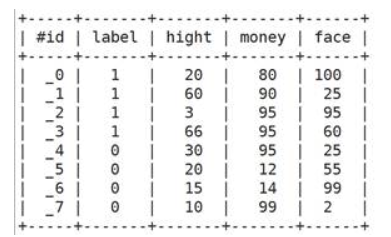 +-----+-------+-------+-------+------+
| #id | label | hight | money | face |
+-----+-------+-------+-------+------+
| _0 | 1 | 20 | 80 | 100 |
| _1 | 1 | 60 | 90 | 25 |
| _2 | 1 | 3 | 95 | 95 |
| _3 | 1 | 66 | 95 | 60 |
| _4 | 0 | 30 | 95 | 25 |
| _5 | 0 | 20 | 12 | 55 |
| _6 | 0 | 15 | 14 | 99 |
| _7 | 0 | 10 | 99 | 2 |
+-----+-------+-------+-------+------+